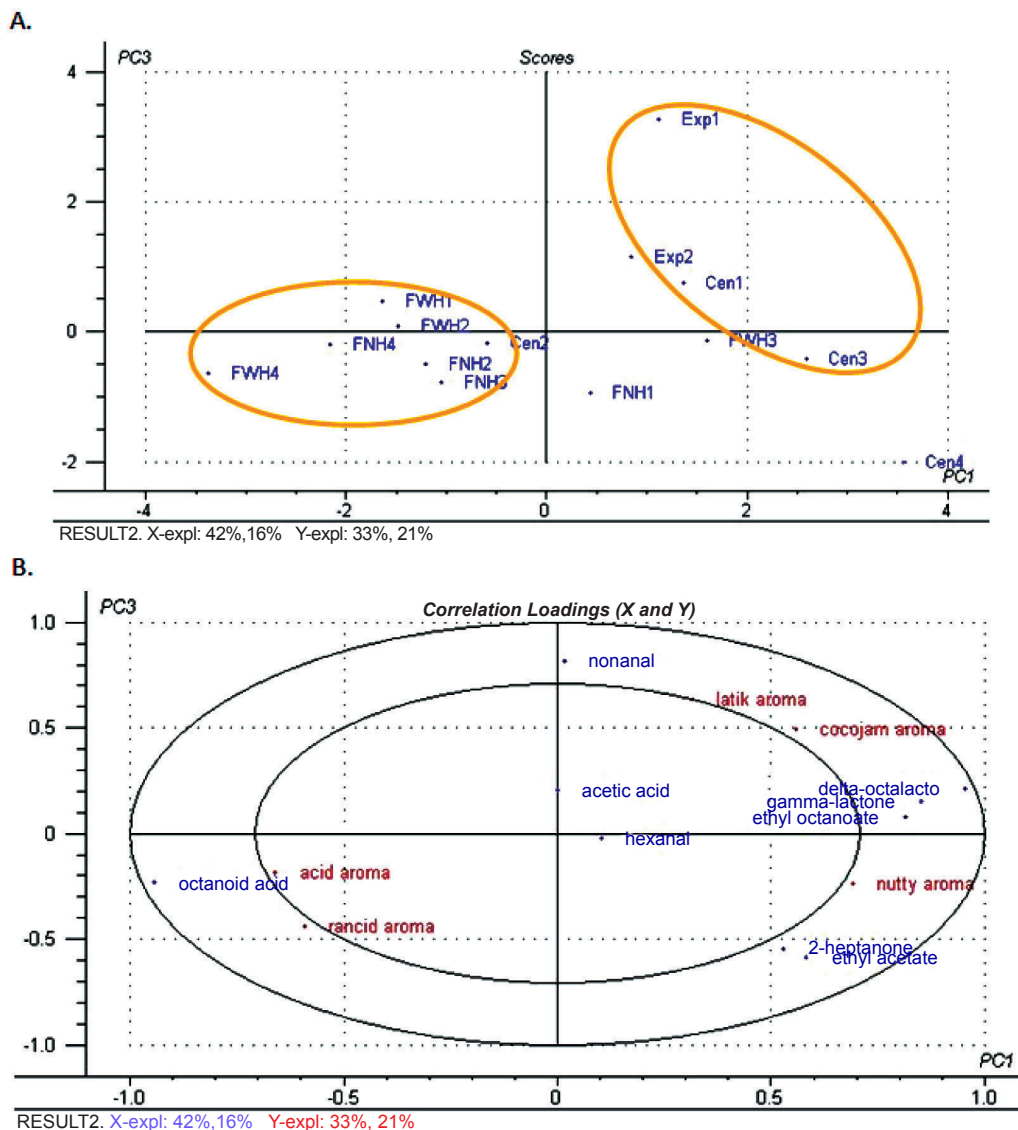 A.
PC3
Scores
4
Exp1
2
Exp2
Cen1
FWH1
FWH2
0
FNH4
Cen2
FWH3
FWH4
FNH2
Cen3
FNH3
FNH1
-2
Cen4
PC1
-4 -2 0 2 4
RESULT2. X-expl: 42%,16% Y-expl: 33%, 21%
B.
PC3
Correlation Loadings (X and Y)
1.0
nonanal
latik aroma
0.5
cocojam aroma
delta-octalacto
acetic acid
gamma-lactone
ethyl octanoate
0
hexanal
acid aroma
octanoid acid
nutty aroma
rancid aroma
-0.5
2-heptanone
ethyl acetate
-1.0
PC1
-1.0 -0.5 0 0.5 1.0
RESULT2. X-expl: 42%,16% Y-expl: 33%, 21%